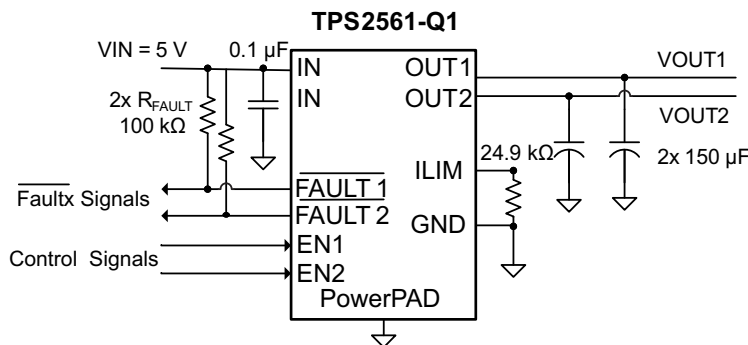 TPS2561-Q1
VIN = 5 V
0.1 µF
IN
OUT1
VOUT1
IN
OUT2
VOUT2
2x RFAULT
100 kΩ
24.9 kΩ
2x 150 µF
ILIM
Faultx Signals
FAULT 1
FAULT 2
GND
EN1
Control Signals
EN2
PowerPAD